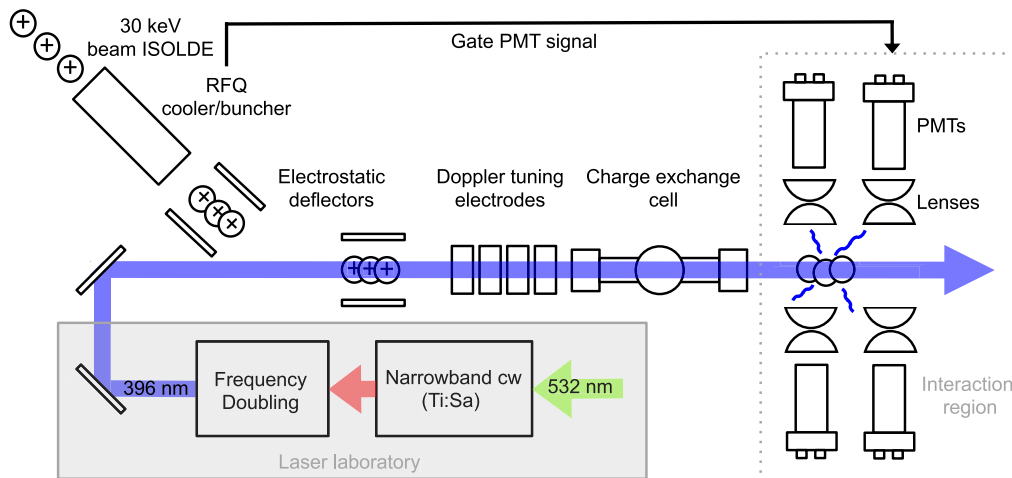 30 keV
beam ISOLDE
Gate PMT signal
RFQ
cooler/buncher
PMTs
Electrostatic
deflectors
Doppler tuning
electrodes
Charge exchange
cell
Lenses
396 nm
Frequency
Doubling
Narrowband cw
(Ti:Sa)
532 nm
Interaction
region
Laser laboratory